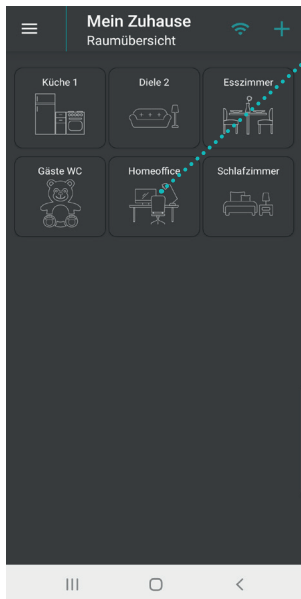 Mein Zuhause
Raumübersicht
Küche 1 Diele 2 Esszimmer
Gäste WC Homeoffice Schlafzimmer